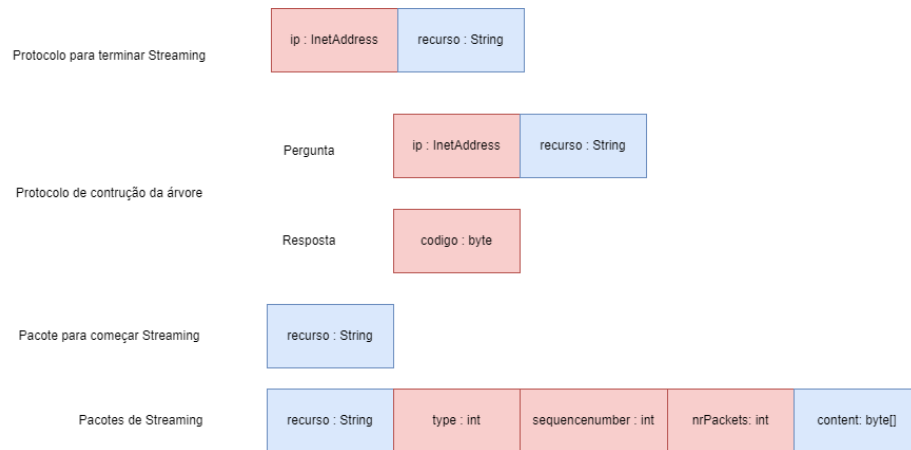 Protocolo para terminar Streaming
ip : InetAddress
recurso : String
Protocolo de contrução da árvore
Pergunta
ip : InetAddress
recurso : String
Resposta
codigo : byte
Pacote para começar Streaming
recurso : String
Pacotes de Streaming
recurso : String
type : int
sequencenumber : int
nrPackets: int
content: byte[]